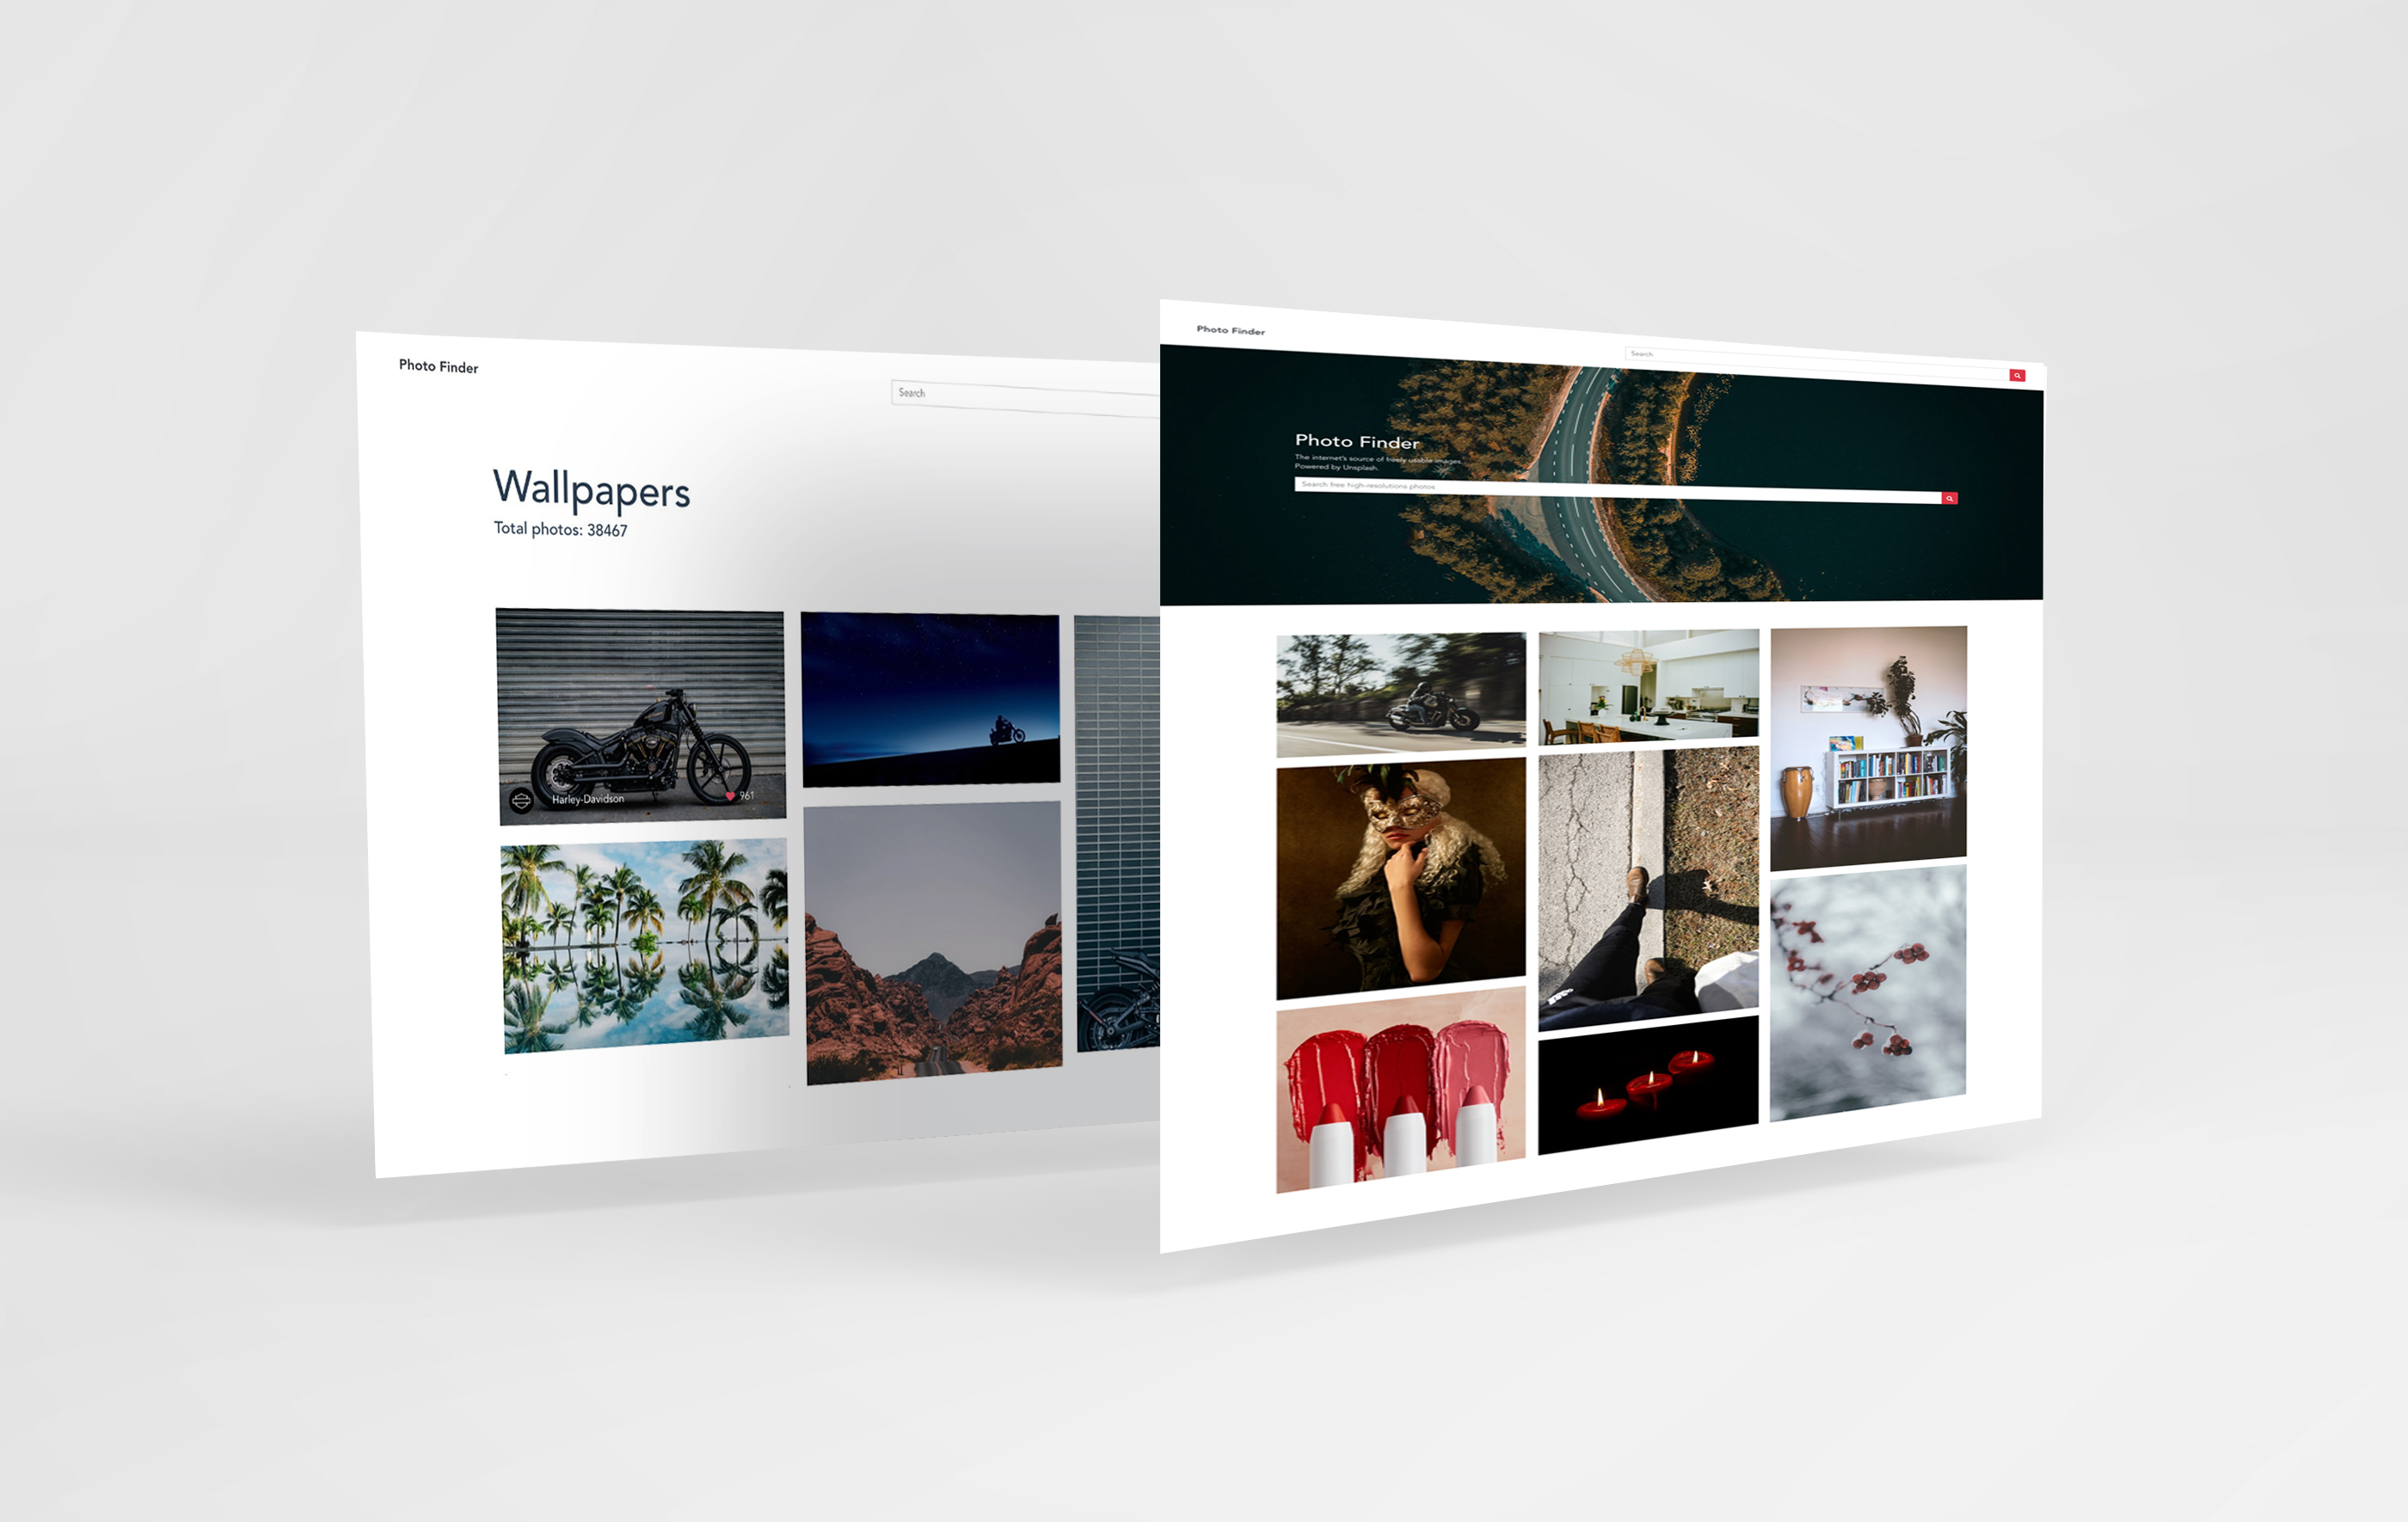 Photo Finder
Search
Wallpapers
Total photos: 38467
Harley-Davidson
961
Photo Finder
Search
Photo Finder
The internet's source of freely usable images.
Powered by Unsplash.
Search free high-resolutions photos